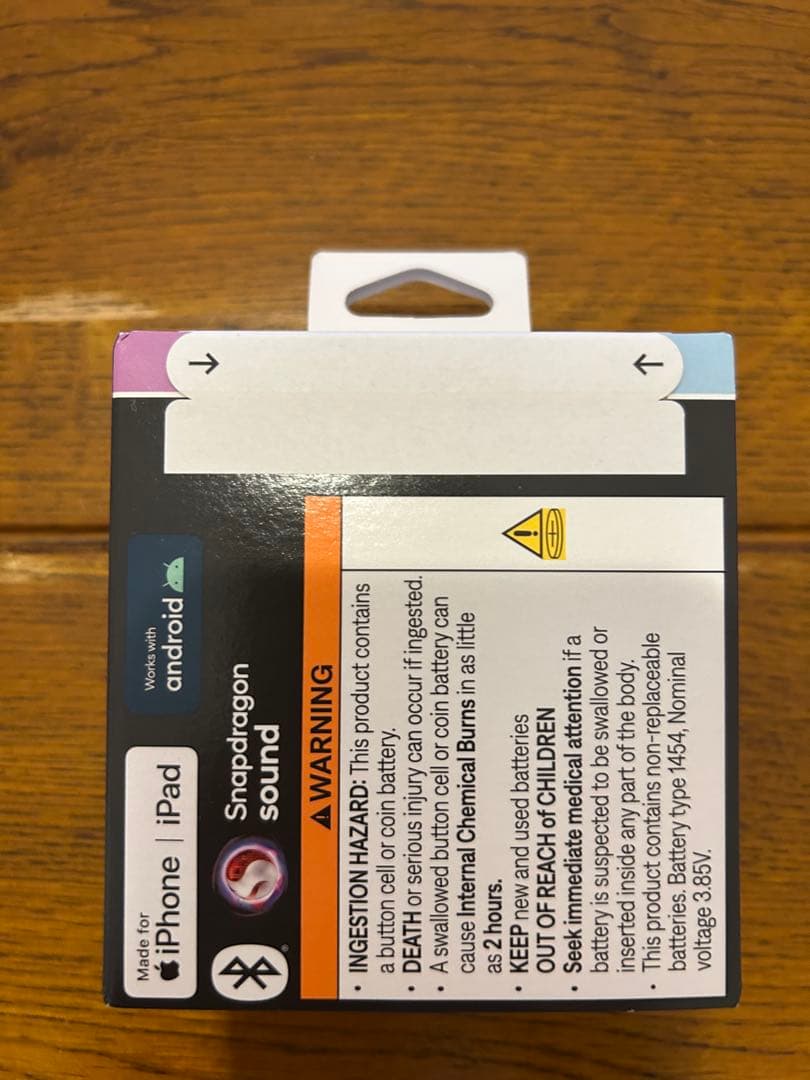 Made for
iPhone | iPad
Works with
android
Snapdragon
sound
WARNING
• INGESTION HAZARD: This product contains
a button cell or coin battery.
• DEATH or serious injury can occur if ingested.
• A swallowed button cell or coin battery can
cause Internal Chemical Burns in as little
as 2 hours.
• KEEP new and used batteries
OUT OF REACH of CHILDREN
• Seek immediate medical attention if a
battery is suspected to be swallowed or
inserted inside any part of the body.
• This product contains non-replaceable
batteries. Battery type 1454, Nominal
voltage 3.85V.